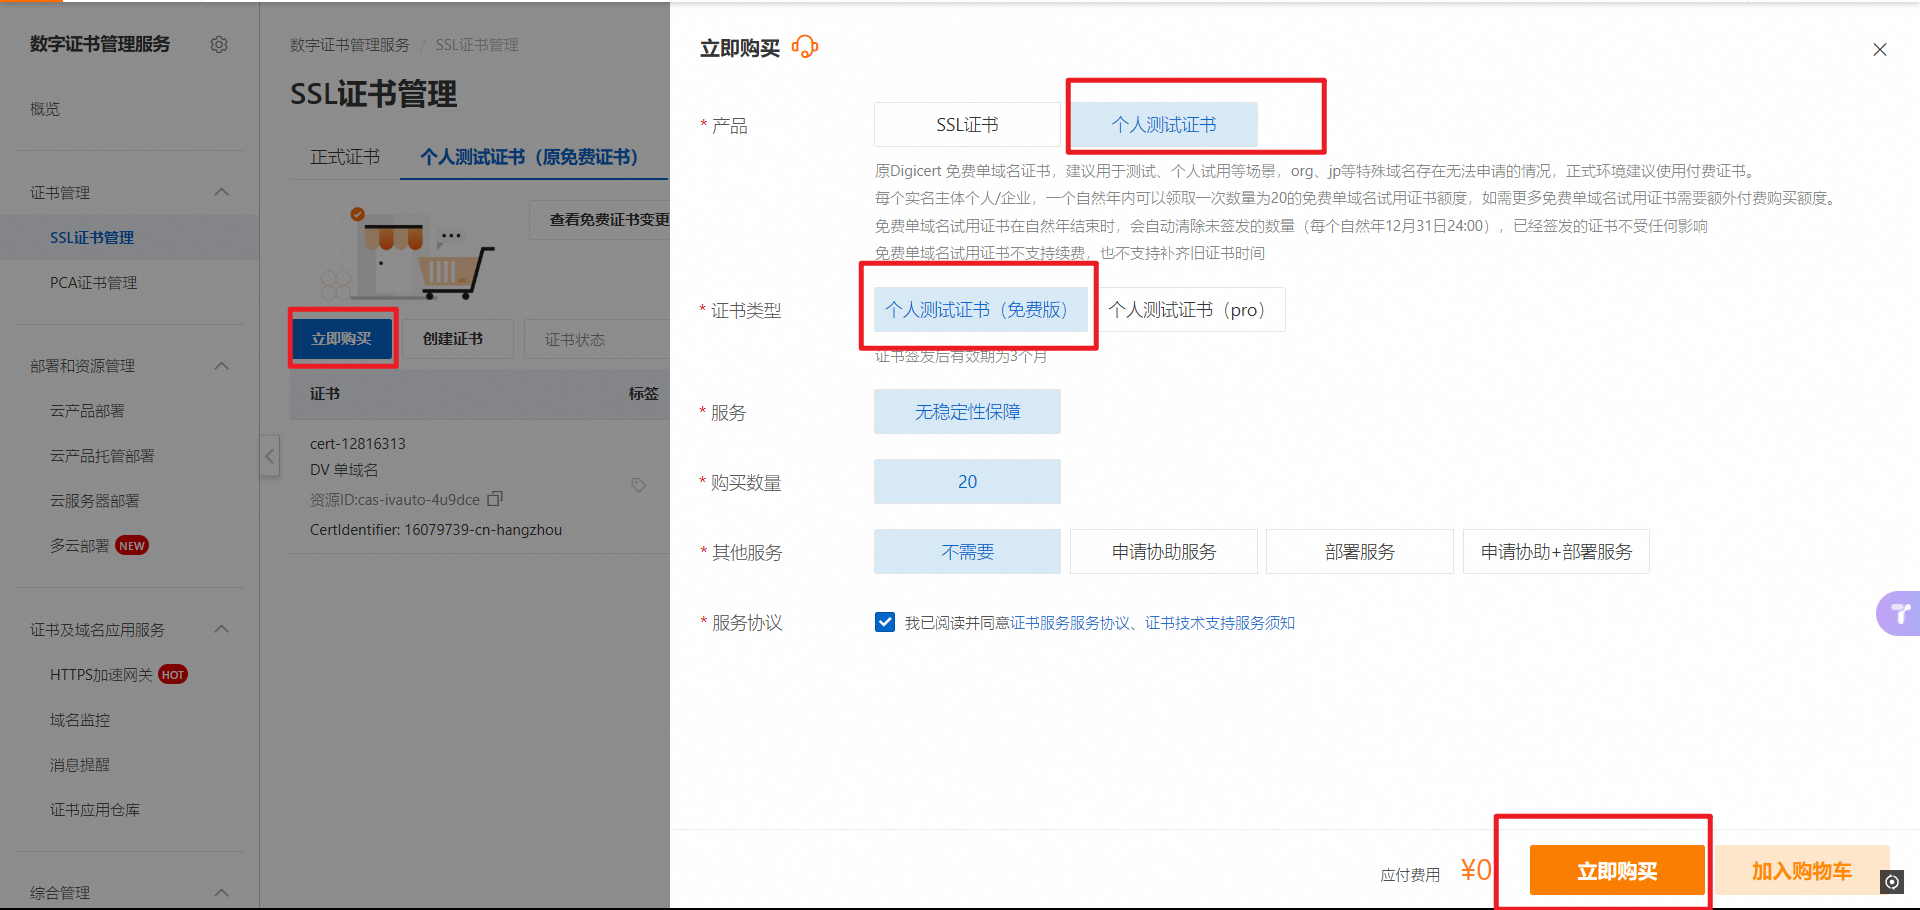 数字证书管理服务
概览
证书管理
SSL证书管理
PCA证书管理
部署和资源管理
云产品部署
云产品托管部署
云服务器部署
多云部署 NEW
证书及域名应用服务
HTTPS加速网关 HOT
域名监控
消息提醒
证书应用仓库
综合管理
数字证书管理服务 / SSL证书管理
SSL证书管理
正式证书 个人测试证书（原免费证书）
查看免费证书变更
立即购买 创建证书 证书状态
证书 标签
cert-12816313
DV 单域名
资源ID:cas-ivauto-4u9dce
CertIdentifier: 16079739-cn-hangzhou
立即购买
* 产品 SSL证书 个人测试证书
原Digicert 免费单域名证书，建议用于测试、个人试用等场景，org、jp等特殊域名存在无法申请的情况，正式环境建议使用付费证书。
每个实名主体个人/企业，一个自然年内可以领取一次数量为20的免费单域名试用证书额度，如需更多免费单域名试用证书需要额外付费购买额度。
免费单域名试用证书在自然年结束时，会自动清除未签发的数量（每个自然年12月31日24:00），已经签发的证书不受任何影响
免费单域名试用证书不支持续费，也不支持补齐旧证书时间
* 证书类型 个人测试证书（免费版） 个人测试证书（pro）
证书签发后有效期为3个月
* 服务 无稳定性保障
* 购买数量 20
* 其他服务 不需要 申请协助服务 部署服务 申请协助+部署服务
* 服务协议 我已阅读并同意证书服务服务协议、证书技术支持服务须知
应付费用 ¥0 立即购买 加入购物车